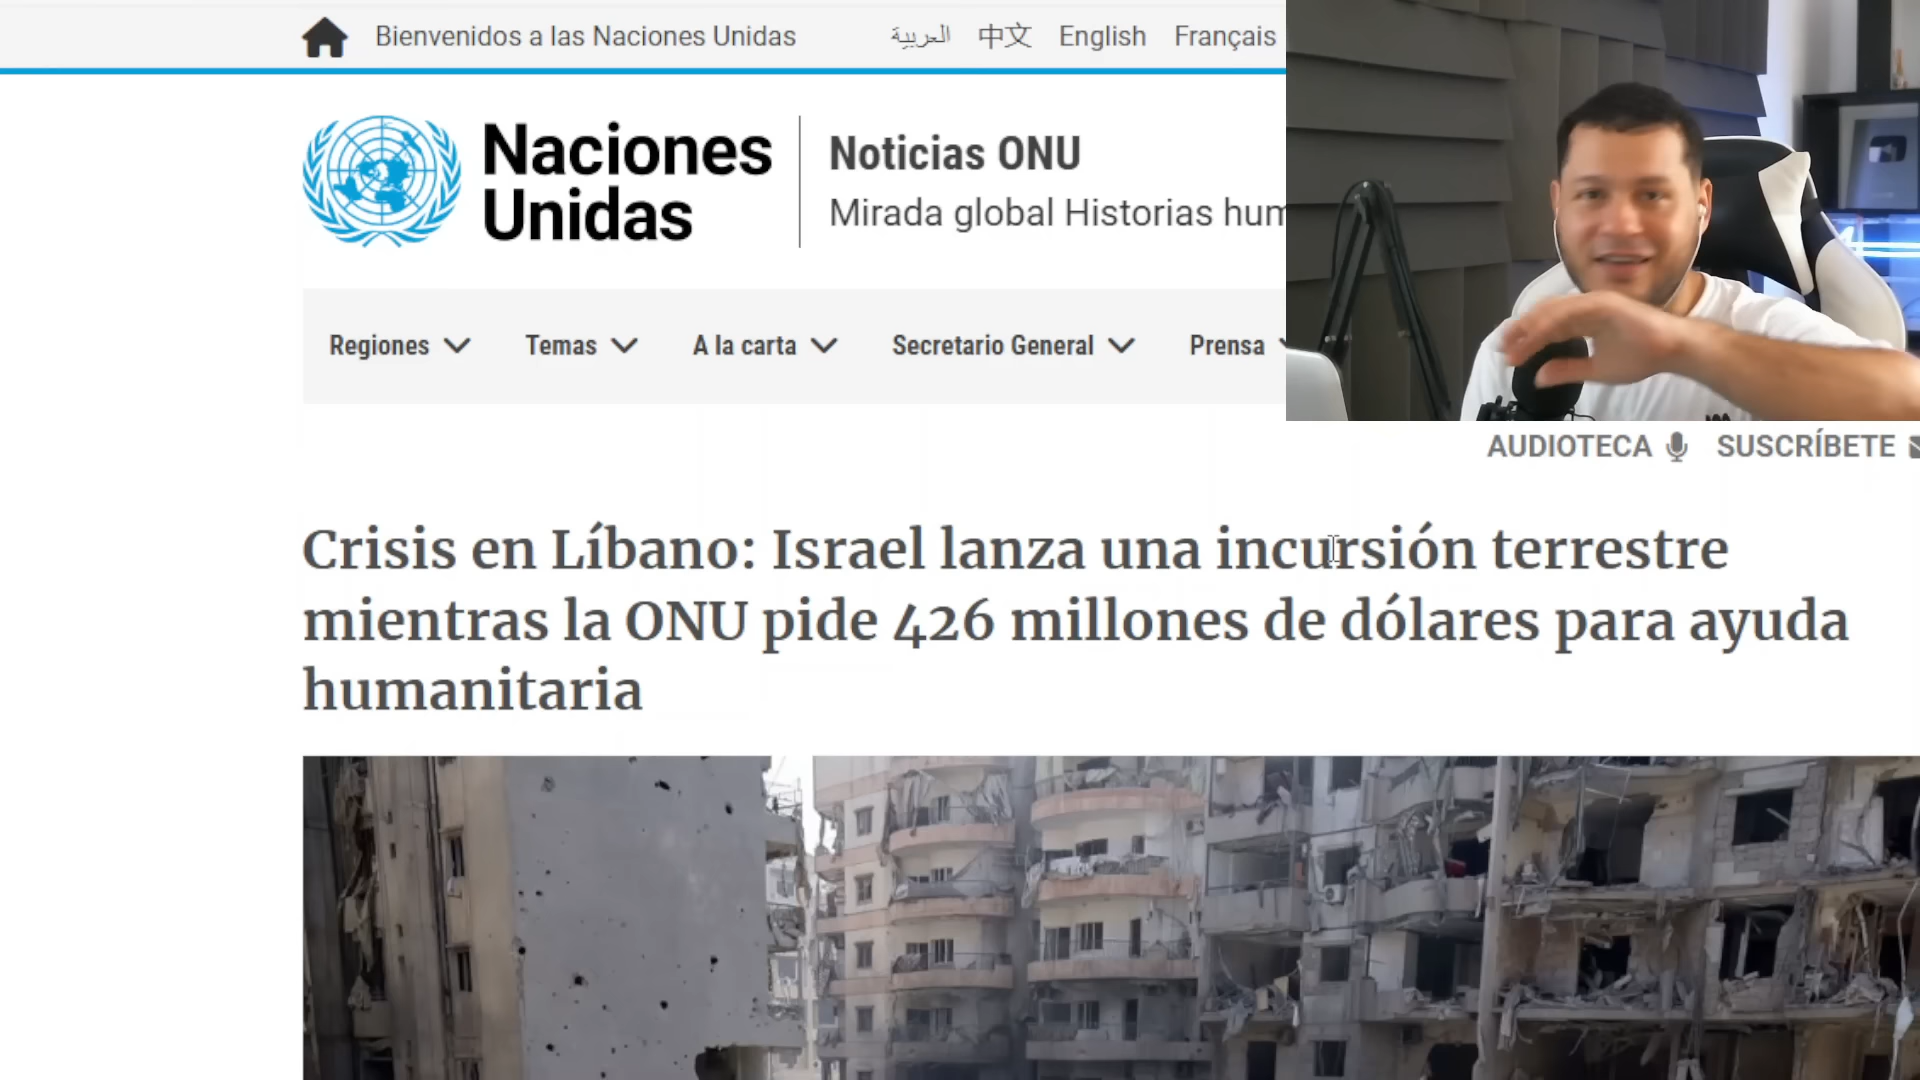 Bienvenidos a las Naciones Unidas
العربية
中文
English
Français
Naciones
Unidas
Noticias ONU
Mirada global Historias hum
Regiones
Temas
A la carta
Secretario General
Prensa
AUDIOTECA
SUSCRÍBETE
Crisis en Líbano: Israel lanza una incursión terrestre
mientras la ONU pide 426 millones de dólares para ayuda
humanitaria